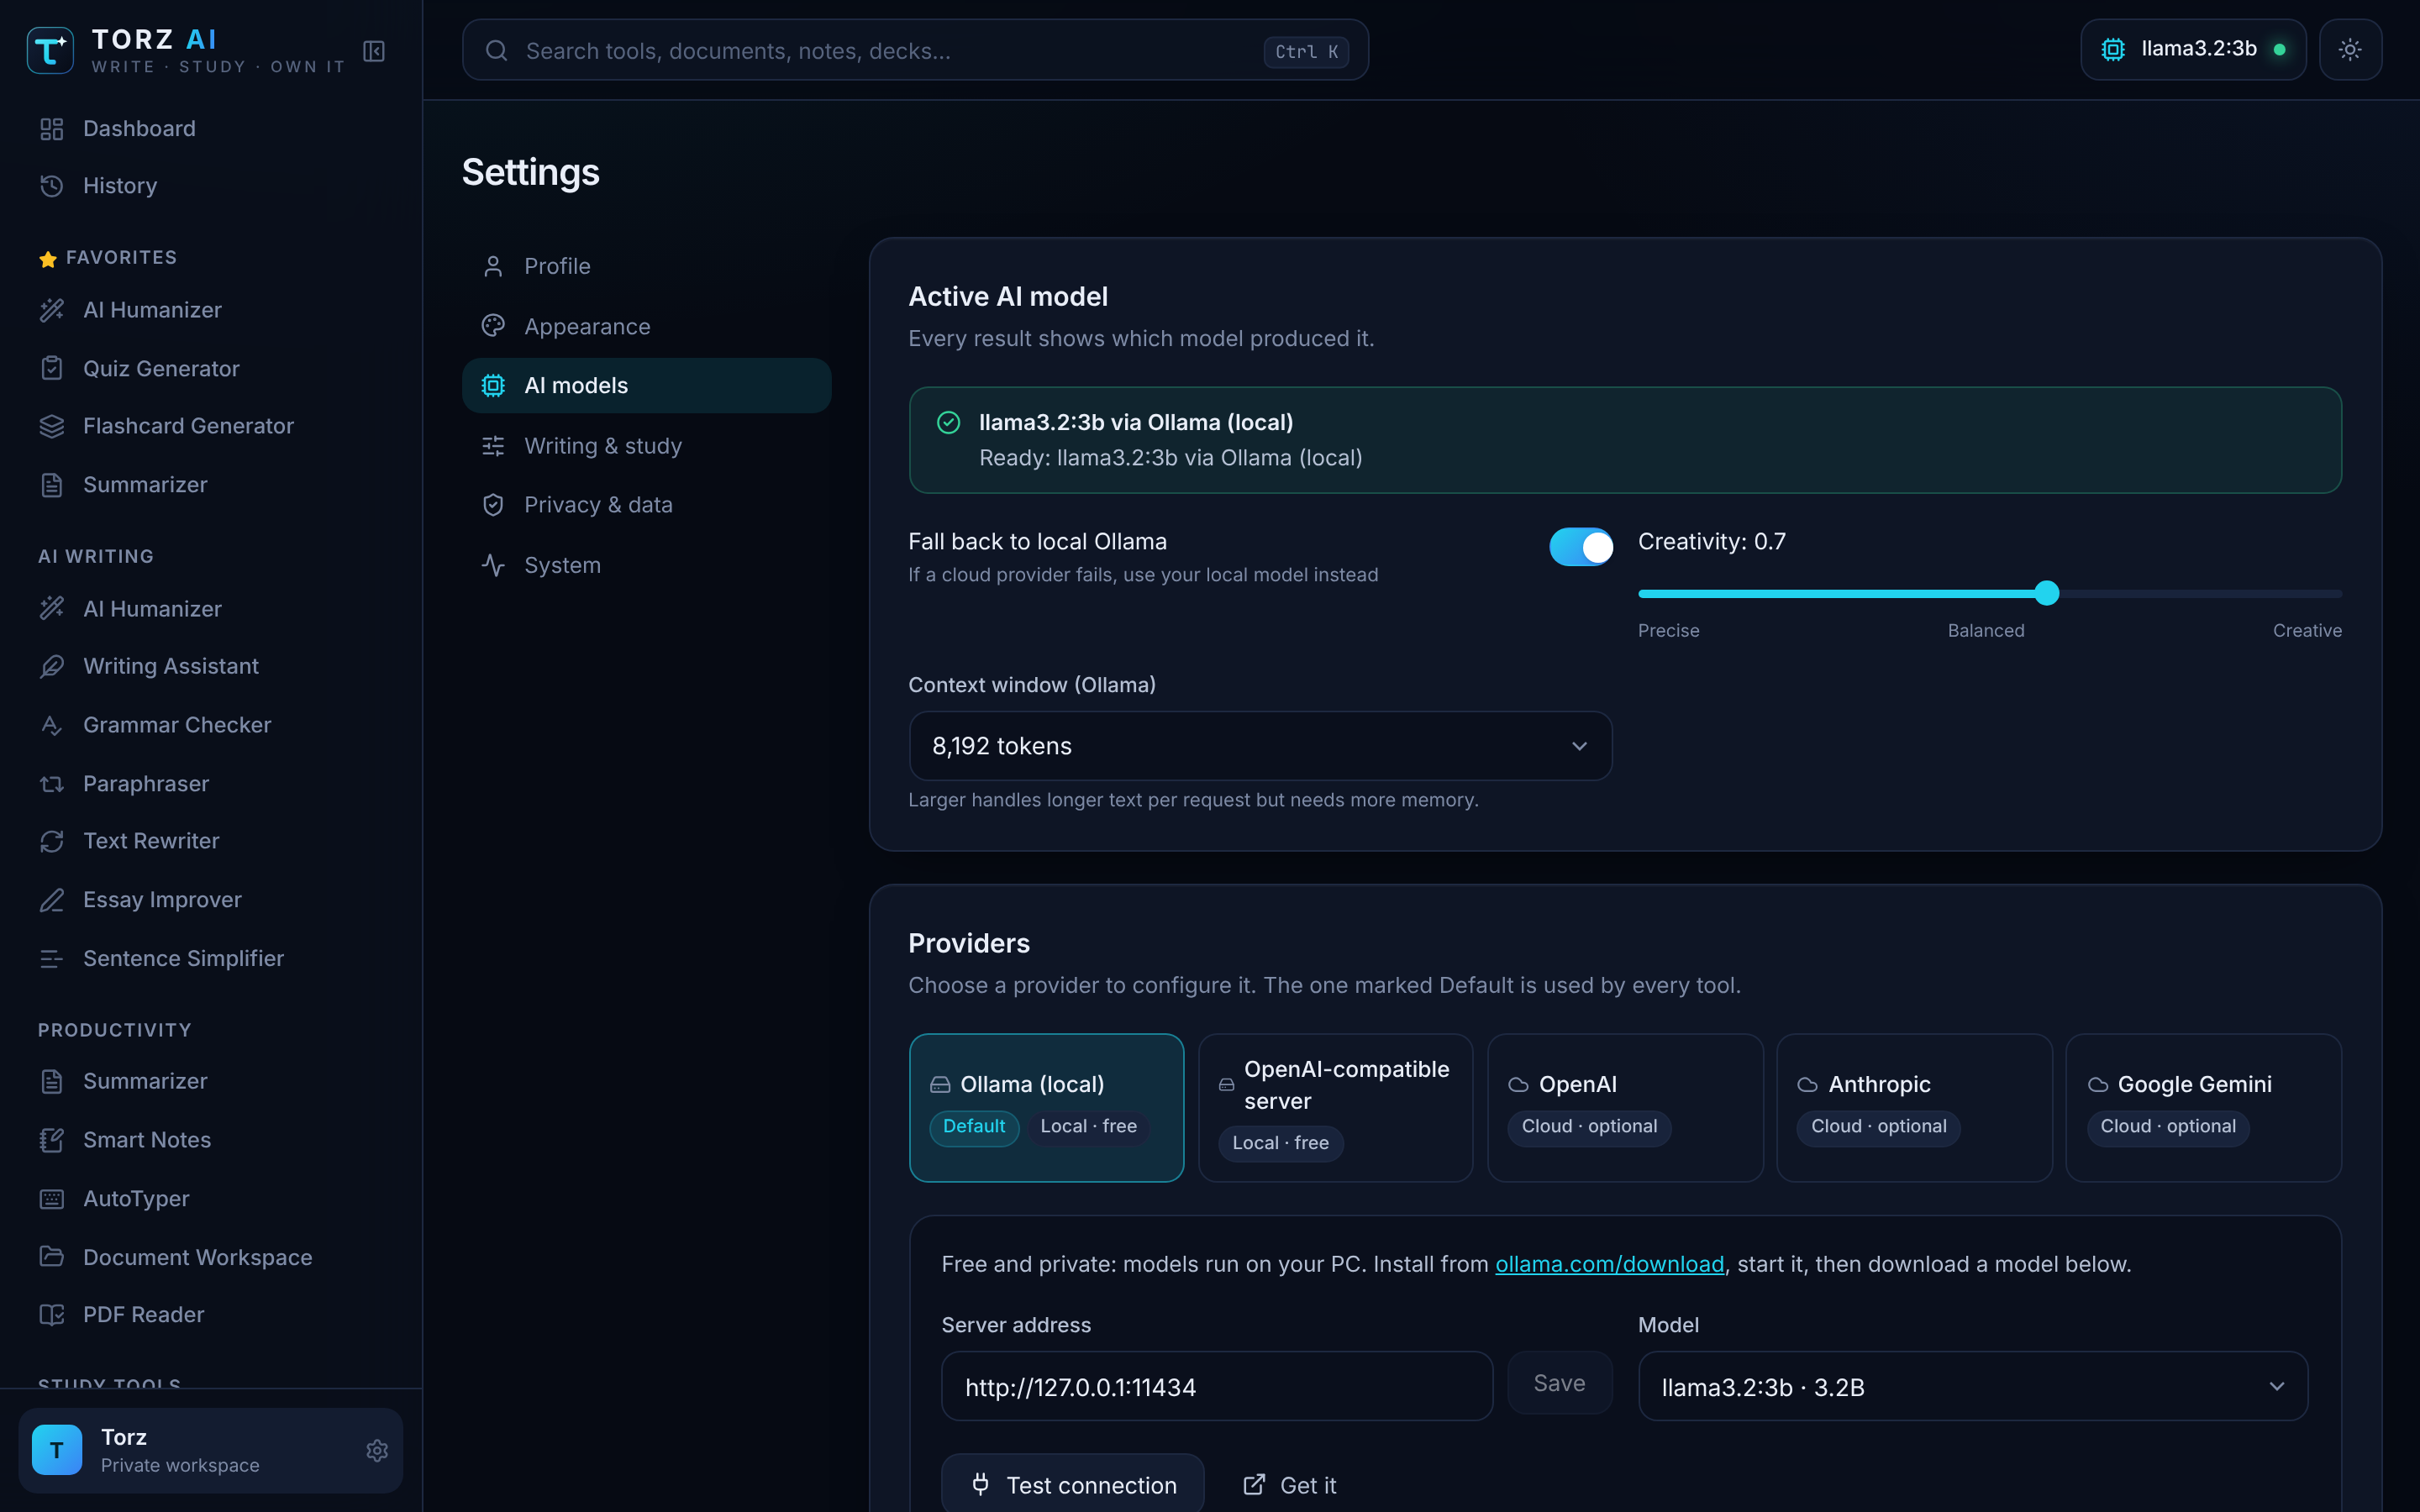 TORZ AI
WRITE · STUDY · OWN IT
Dashboard
History
FAVORITES
AI Humanizer
Quiz Generator
Flashcard Generator
Summarizer
AI WRITING
AI Humanizer
Writing Assistant
Grammar Checker
Paraphraser
Text Rewriter
Essay Improver
Sentence Simplifier
PRODUCTIVITY
Summarizer
Smart Notes
AutoTyper
Document Workspace
PDF Reader
STUDY TOOLS
T
Torz
Private workspace
Search tools, documents, notes, decks...
Ctrl K
llama3.2:3b
Settings
Profile
Appearance
AI models
Writing & study
Privacy & data
System
Active AI model
Every result shows which model produced it.
llama3.2:3b via Ollama (local)
Ready: llama3.2:3b via Ollama (local)
Fall back to local Ollama
If a cloud provider fails, use your local model instead
Creativity: 0.7
Precise
Balanced
Creative
Context window (Ollama)
8,192 tokens
Larger handles longer text per request but needs more memory.
Providers
Choose a provider to configure it. The one marked Default is used by every tool.
Ollama (local)
Default
Local · free
OpenAI-compatible
server
Local · free
OpenAI
Cloud · optional
Anthropic
Cloud · optional
Google Gemini
Cloud · optional
Free and private: models run on your PC. Install from ollama.com/download, start it, then download a model below.
Server address
http://127.0.0.1:11434
Save
Model
llama3.2:3b · 3.2B
Test connection
Get it